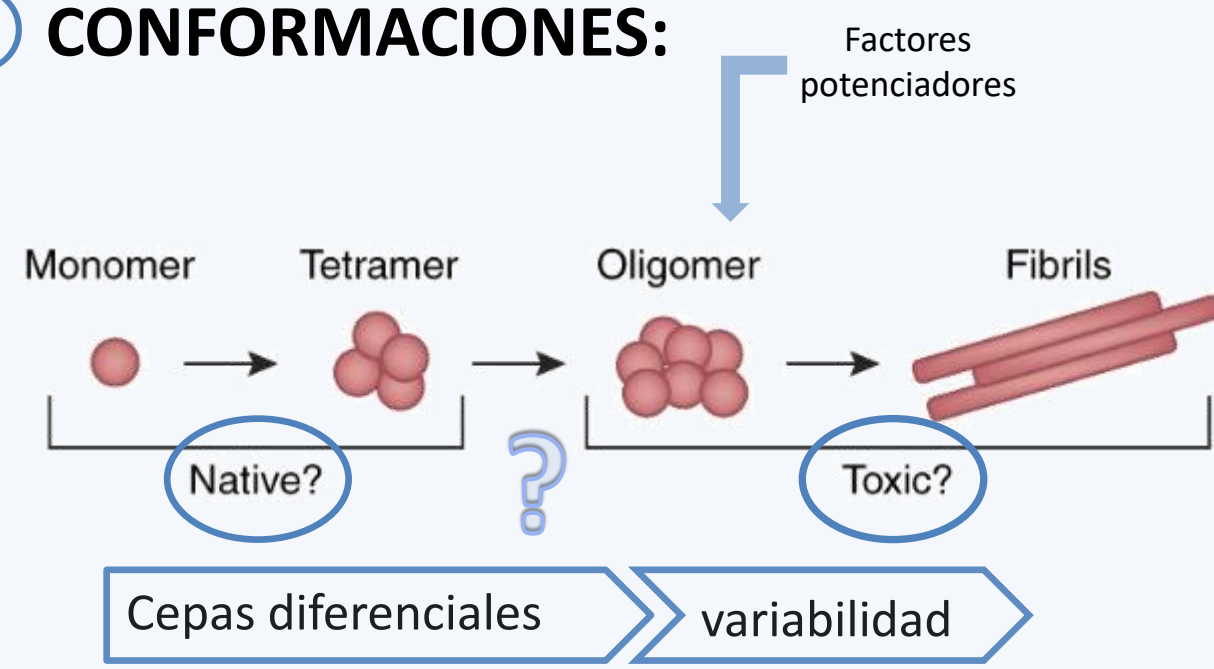 CONFORMACIONES:
Factores
potenciadores
Monomer
Tetramer
Oligomer
Fibrils
Native?
?
Toxic?
Cepas diferenciales
variabilidad